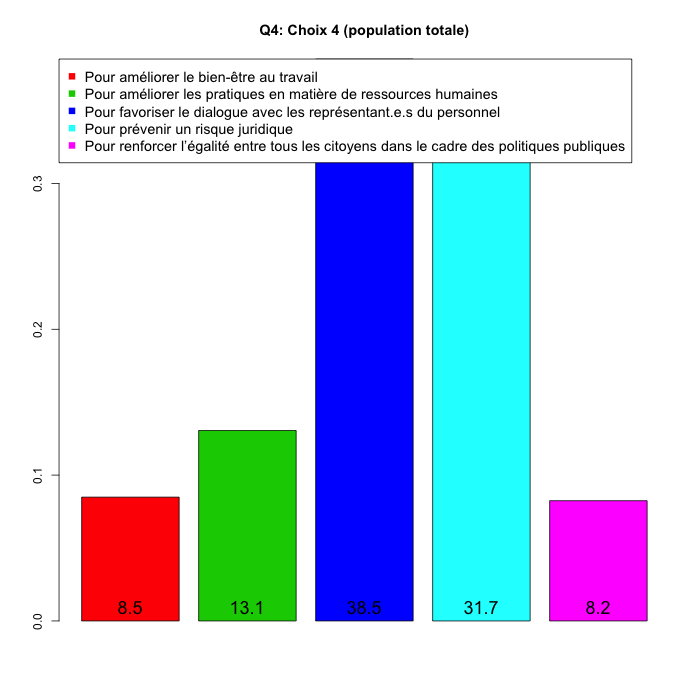 Q4: Choix 4 (population totale)
Pour améliorer le bien-être au travail
Pour améliorer les pratiques en matière de ressources humaines
Pour favoriser le dialogue avec les représentant.e.s du personnel
Pour prévenir un risque juridique
Pour renforcer l'égalité entre tous les citoyens dans le cadre des politiques publiques
0.3
0.2
0.1
0.0
8.5
13.1
38.5
31.7
8.2